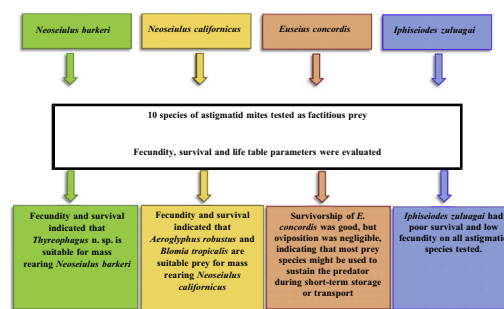 Neoseiulus barkeri
Neoseiulus californicus
Euseius concordis
Iphiseiodes zuluagai
10 species of astigmatid mites tested as factitious prey
Fecundity, survival and life table parameters were evaluated
Fecundity and survival
indicated that
Thyreophagus n. sp. is
suitable for mass
rearing Neoseiulus barkeri
Fecundity and survival
indicated that
Aeroglyphus robustus and
Blomia tropicalis are
suitable prey for mass
rearing Neoseiulus
californicus
Survivorship of E.
concordis was good, but
oviposition was negligible,
indicating that most prey
species might be used to
sustain the predator
during short-term storage
or transport
Iphiseiodes zuluagai had
poor survival and low
fecundity on all astigmatid
species tested.